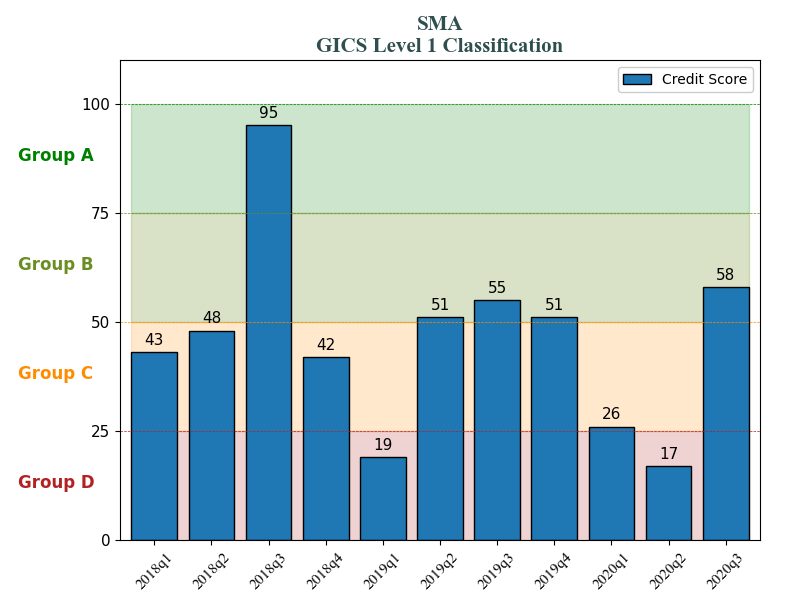 SMA
GICS Level 1 Classification
Credit Score
100
75
50
25
0
Group A
Group B
Group C
Group D
43
48
95
42
19
51
55
51
26
17
58
2018q1
2018q2
2018q3
2018q4
2019q1
2019q2
2019q3
2019q4
2020q1
2020q2
2020q3